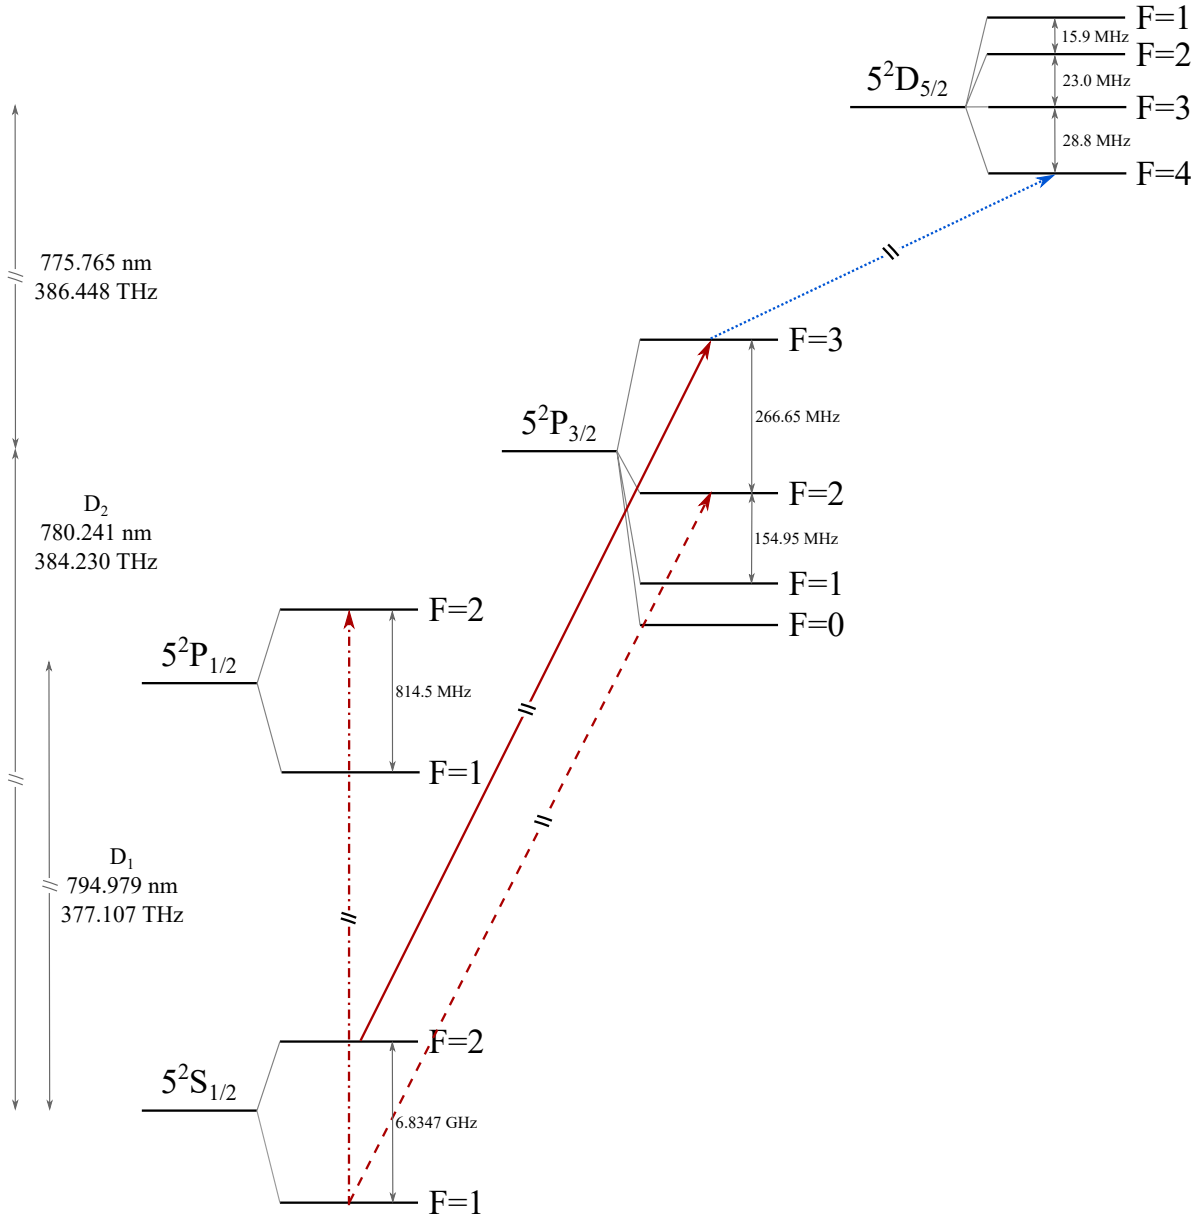 F=1
15.9 MHz
F=2
5²D₅/₂
23.0 MHz
F=3
28.8 MHz
F=4
775.765 nm
386.448 THz
F=3
5²P₃/₂
266.65 MHz
F=2
D₂
780.241 nm
384.230 THz
154.95 MHz
F=1
F=0
F=2
5²P₁/₂
814.5 MHz
F=1
D₁
794.979 nm
377.107 THz
F=2
5²S₁/₂
6.8347 GHz
F=1